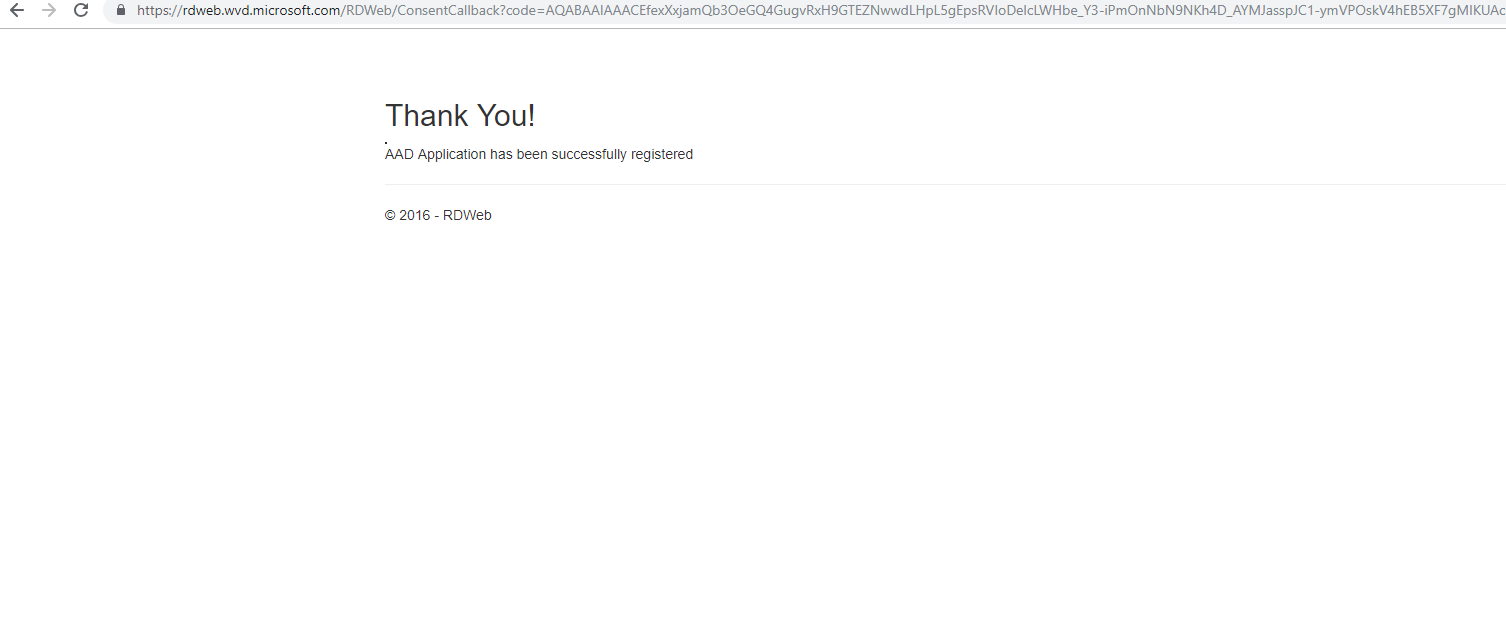 https://rdweb.wvd.microsoft.com/RDWeb/ConsentCallback?code=AQABAAIAAACEfexXxjamQb3OeGQ4GugvRxH9GTEZNwwdLHpL5gEpsRVIoDelcLWHbe_Y3-iPmOnNbN9NKh4D_AYMJasspJC1-ymVPOskV4hEB5XF7gMIKUAc
Thank You!
.
AAD Application has been successfully registered
© 2016 - RDWeb